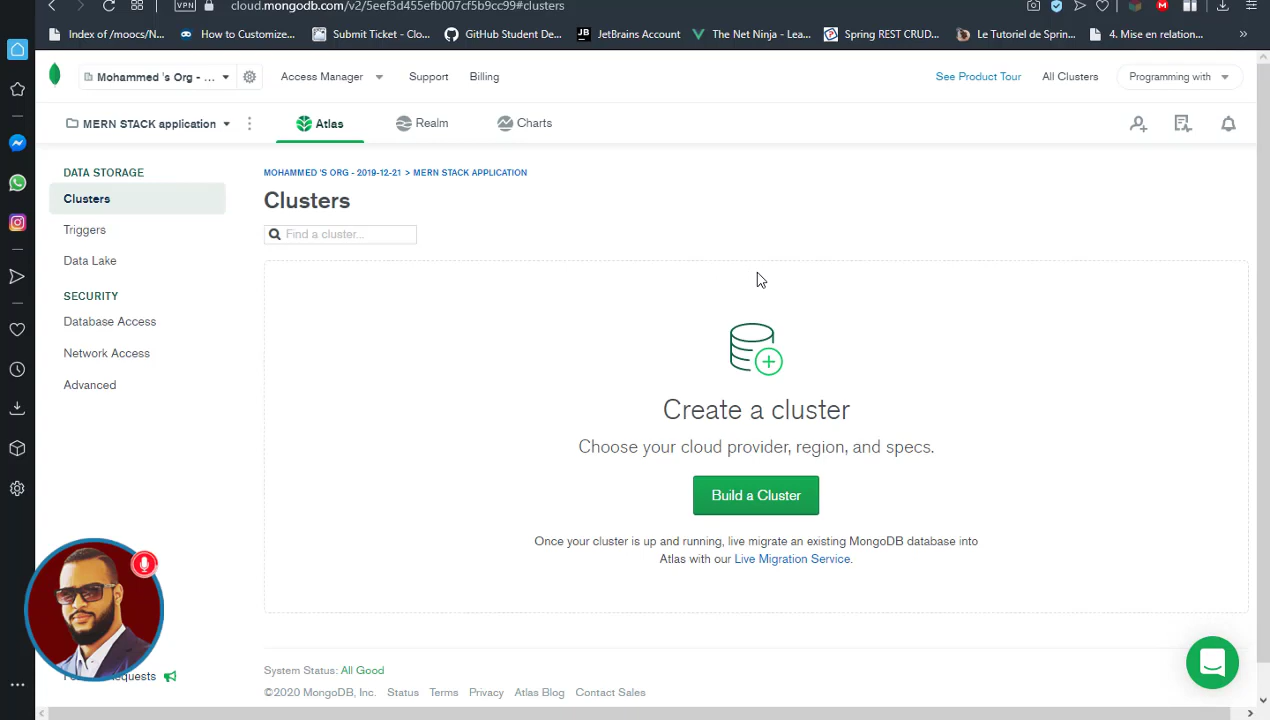 VPN
cloud.mongodb.com/v2/5eef3d455efb007cf5b9cc99#clusters
Index of /moocs/N...
How to Customize...
Submit Ticket - Clo...
GitHub Student De...
JB
JetBrains Account
The Net Ninja - Lea...
Spring REST CRUD...
Le Tutoriel de Sprin...
4. Mise en relation...
»
Mohammed 's Org - ...
Access Manager
Support
Billing
See Product Tour
All Clusters
Programming with
MERN STACK application
Atlas
Realm
Charts
DATA STORAGE
Clusters
Triggers
Data Lake
SECURITY
Database Access
Network Access
Advanced
MOHAMMED 'S ORG - 2019-12-21 > MERN STACK APPLICATION
Clusters
Find a cluster...
Create a cluster
Choose your cloud provider, region, and specs.
Build a Cluster
Once your cluster is up and running, live migrate an existing MongoDB database into
Atlas with our Live Migration Service.
System Status: All Good
©2020 MongoDB, Inc. Status Terms Privacy Atlas Blog Contact Sales